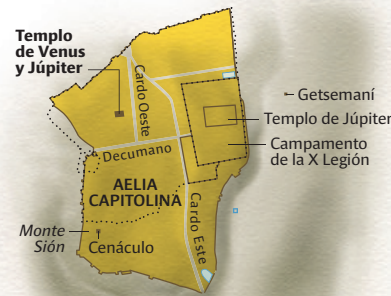 Templo
de Venus
y Júpiter
Cardo Oeste
Getsemaní
Templo de Júpiter
Campamento
de la X Legión
Decumano
AELIA
CAPITOLINA
Cardo Este
Monte
Sión
Cenáculo